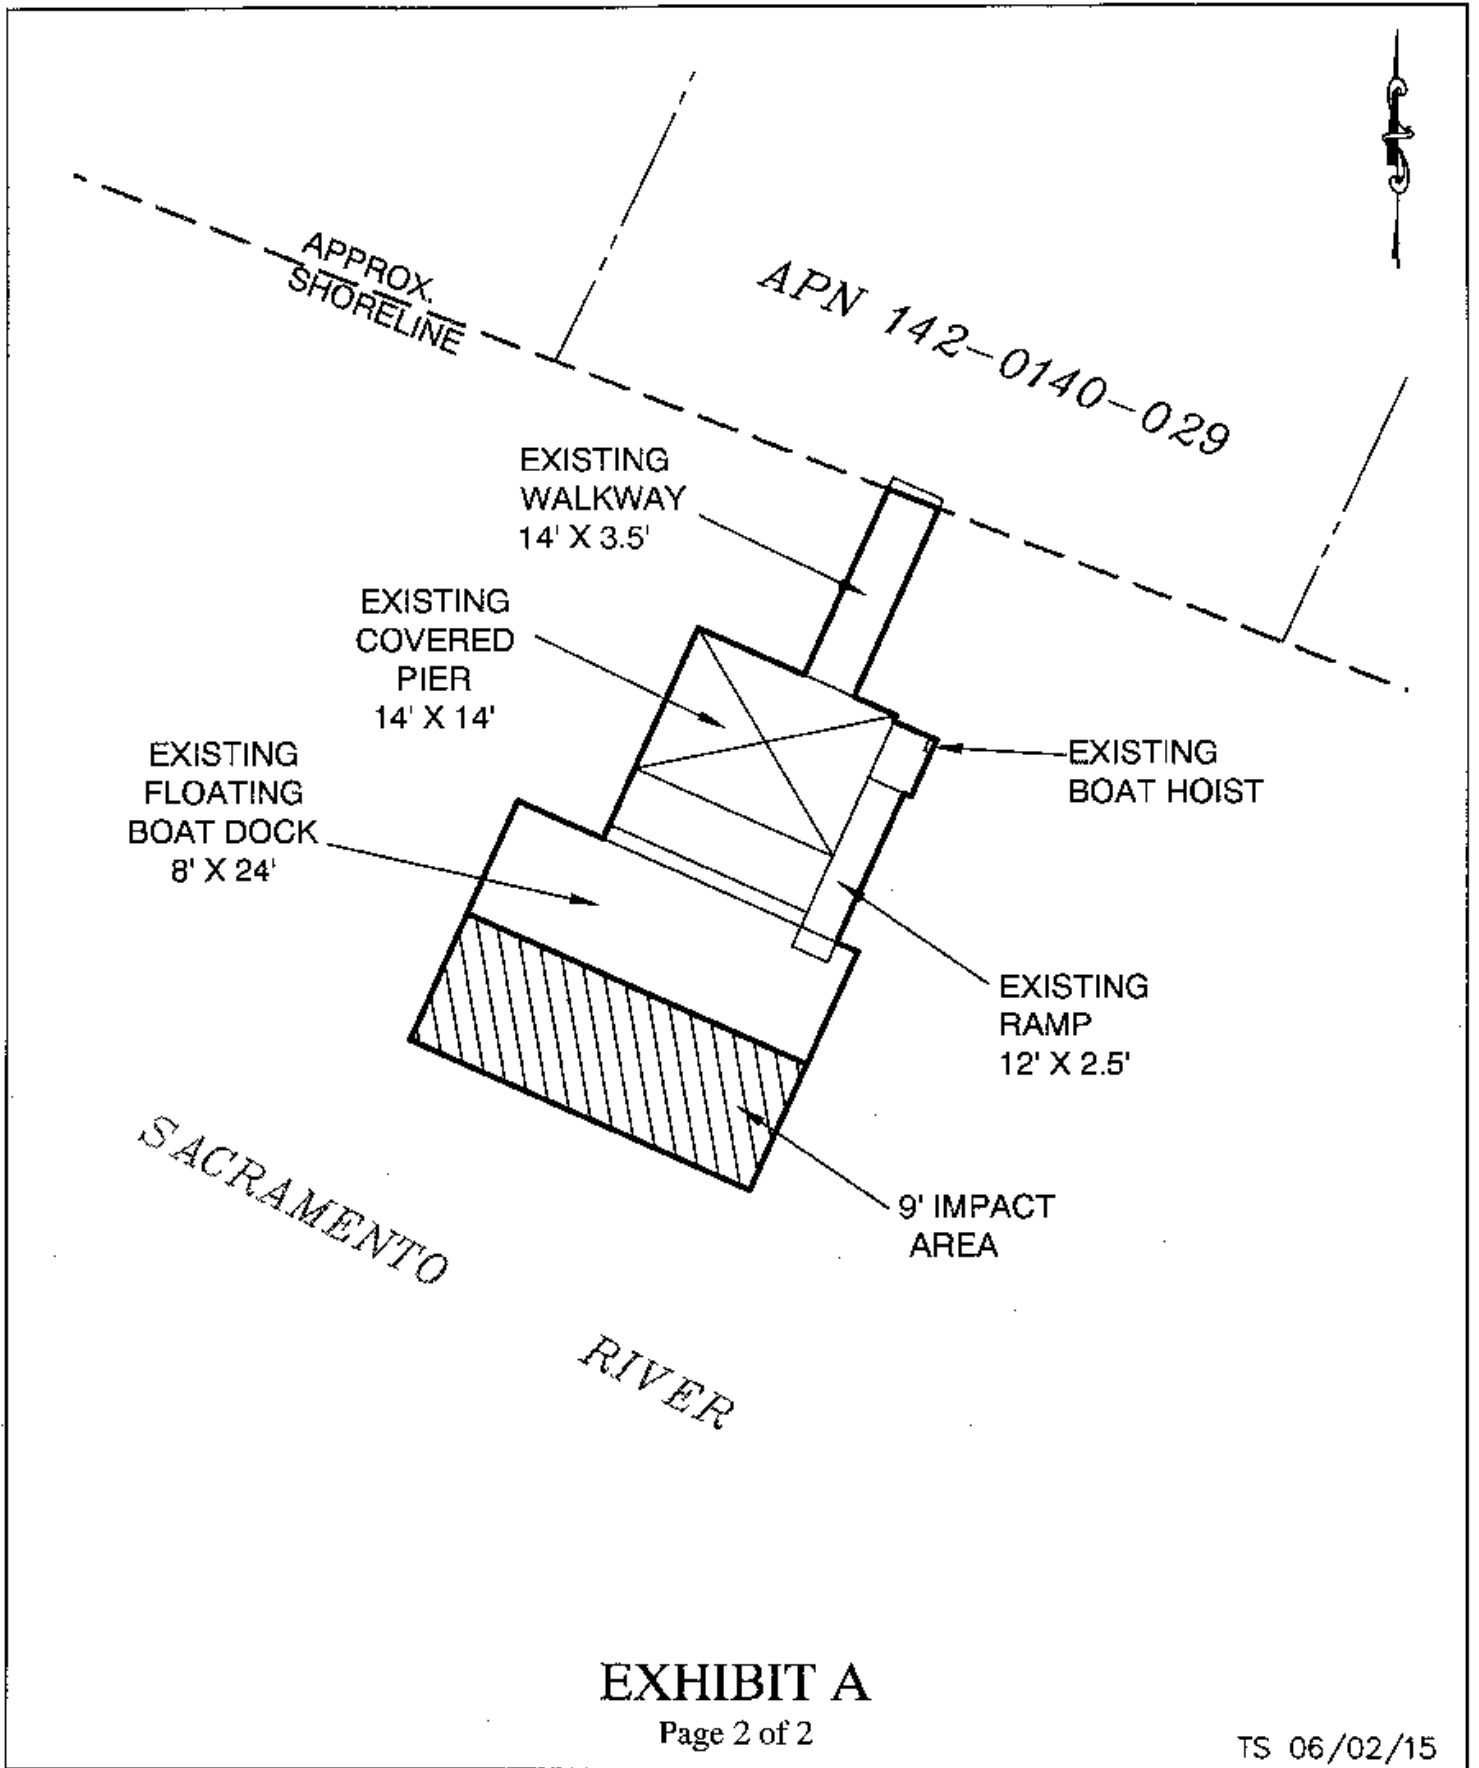 APPROX.
SHORELINE
APN 142-0140-029
EXISTING
WALKWAY
14' X 3.5'
EXISTING
COVERED
PIER
14' X 14'
EXISTING
FLOATING
BOAT DOCK
8' X 24'
EXISTING
BOAT HOIST
EXISTING
RAMP
12' X 2.5'
9' IMPACT
AREA
SACRAMENTO
RIVER
EXHIBIT A
Page 2 of 2
TS 06/02/15